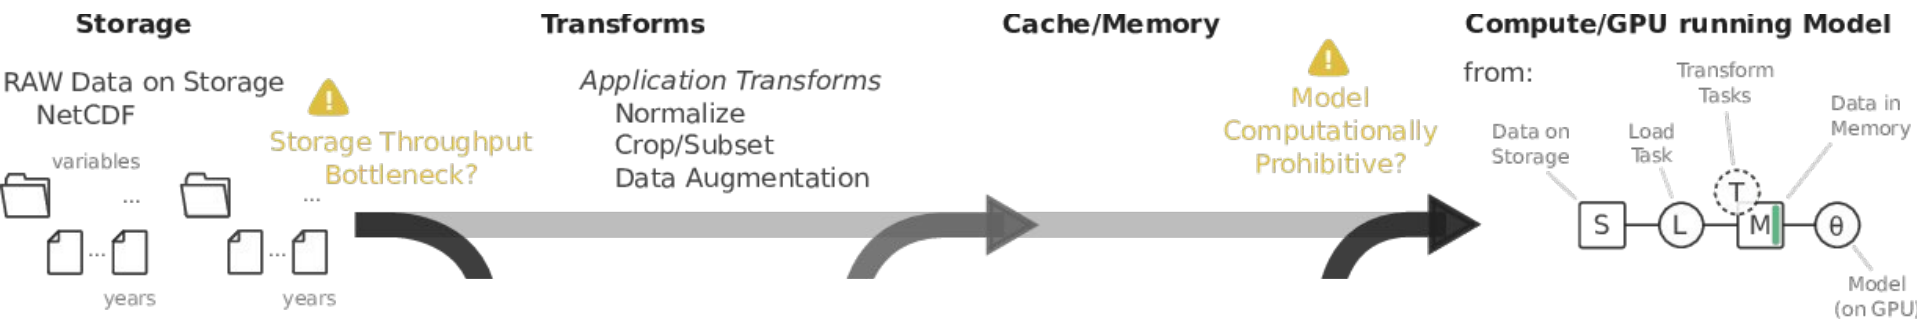 Storage
Transforms
Cache/Memory
Compute/GPU running Model
RAW Data on Storage
NetCDF
variables
...
...
...
...
years
years
!
Storage Throughput
Bottleneck?
Application Transforms
Normalize
Crop/Subset
Data Augmentation
!
Model
Computationally
Prohibitive?
from:
Data on
Storage
Load
Task
Transform
Tasks
Data in
Memory
S
L
T
M
θ
Model
(on GPU)